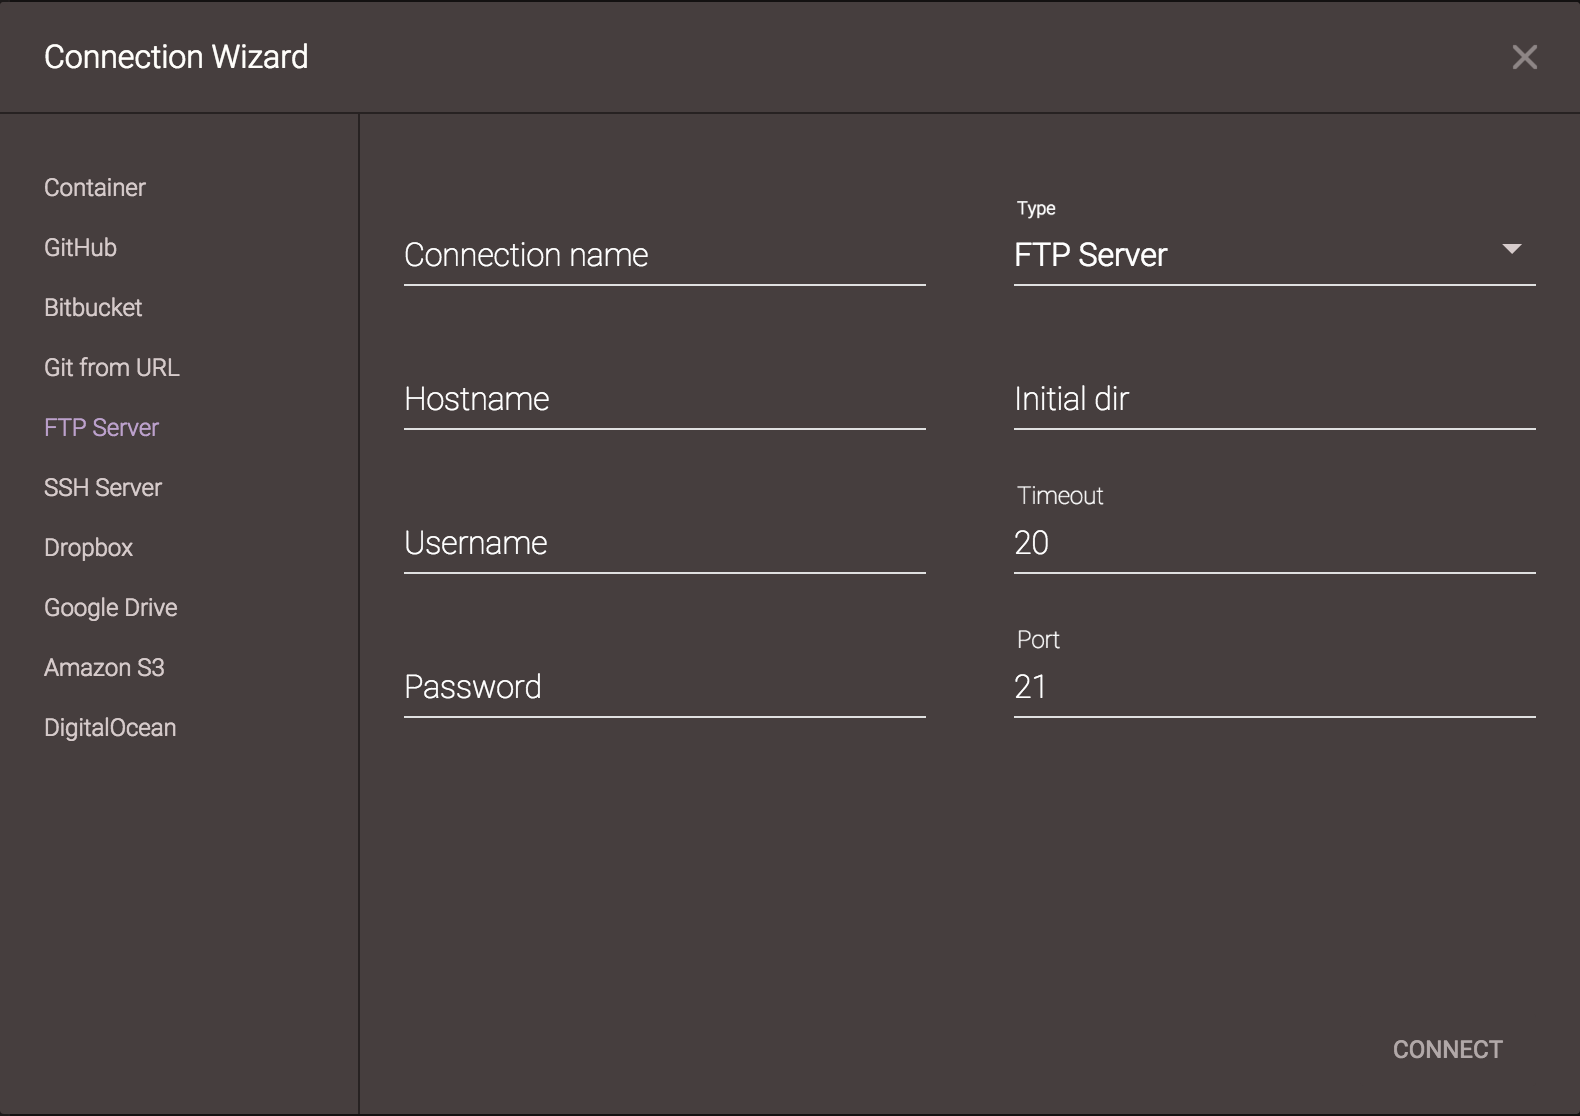 Connection Wizard
Container
GitHub
Bitbucket
Git from URL
FTP Server
SSH Server
Dropbox
Google Drive
Amazon S3
DigitalOcean
Connection name
Type
FTP Server
Hostname
Initial dir
Username
Timeout
20
Password
Port
21
CONNECT